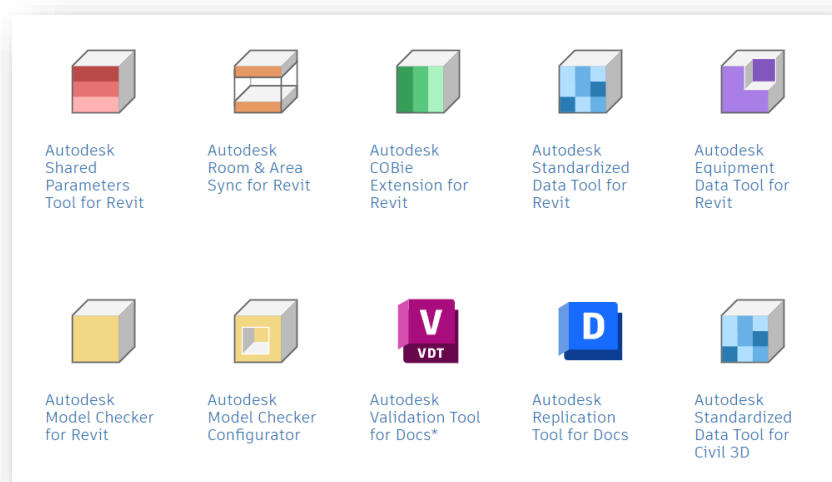 Autodesk
Shared
Parameters
Tool for Revit
Autodesk
Room & Area
Sync for Revit
Autodesk
COBie
Extension for
Revit
Autodesk
Standardized
Data Tool for
Revit
Autodesk
Equipment
Data Tool for
Revit
Autodesk
Model Checker
for Revit
Autodesk
Model Checker
Configurator
V
VDT
Autodesk
Validation Tool
for Docs*
D
Autodesk
Replication
Tool for Docs
Autodesk
Standardized
Data Tool for
Civil 3D